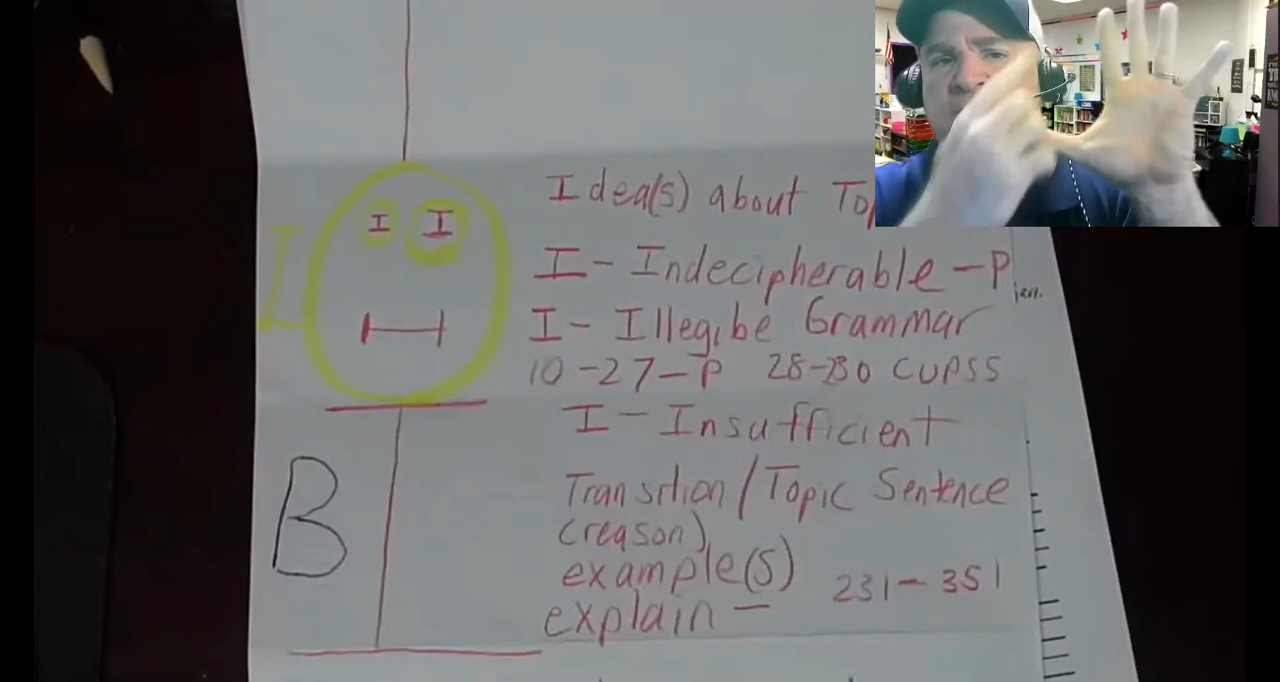 Idea(s) about
I I I
I - Indecipherable - P
I - Illegibe Grammar
10 - 27 - P 28-230 CUPSS
I - Insufficient
B
Transition / Topic Sentence
(reason)
example(s) 231 - 351
explain -